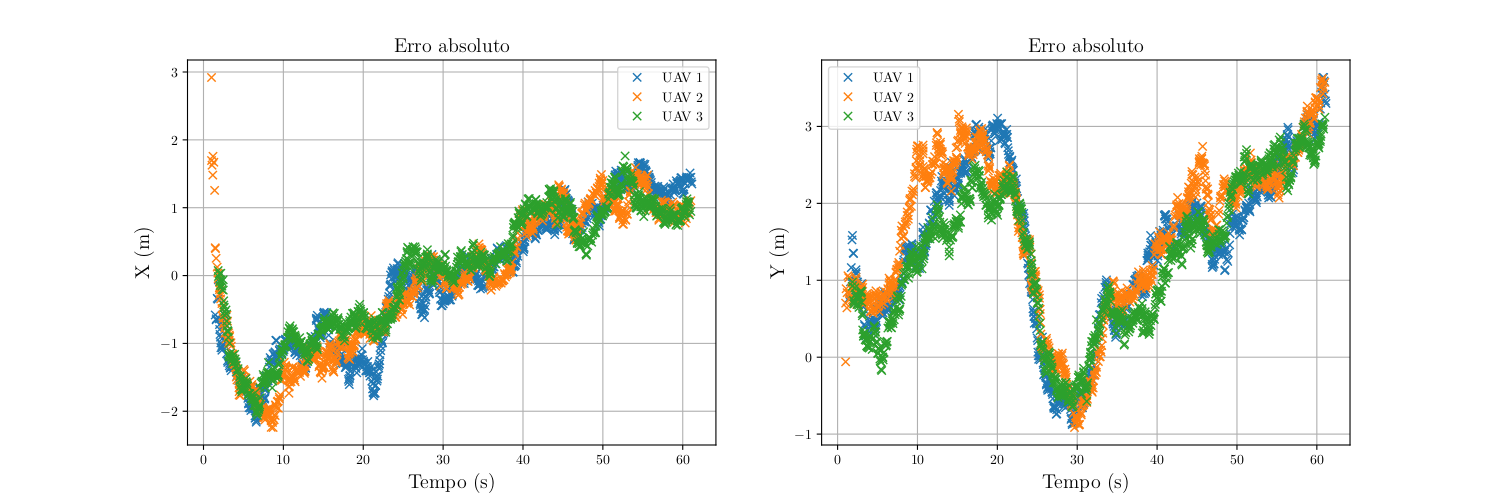 Erro absoluto
3
2
1
0
−1
−2
X (m)
0 10 20 30 40 50 60
Tempo (s)
UAV 1
UAV 2
UAV 3
Erro absoluto
3
2
1
0
−1
Y (m)
0 10 20 30 40 50 60
Tempo (s)
UAV 1
UAV 2
UAV 3